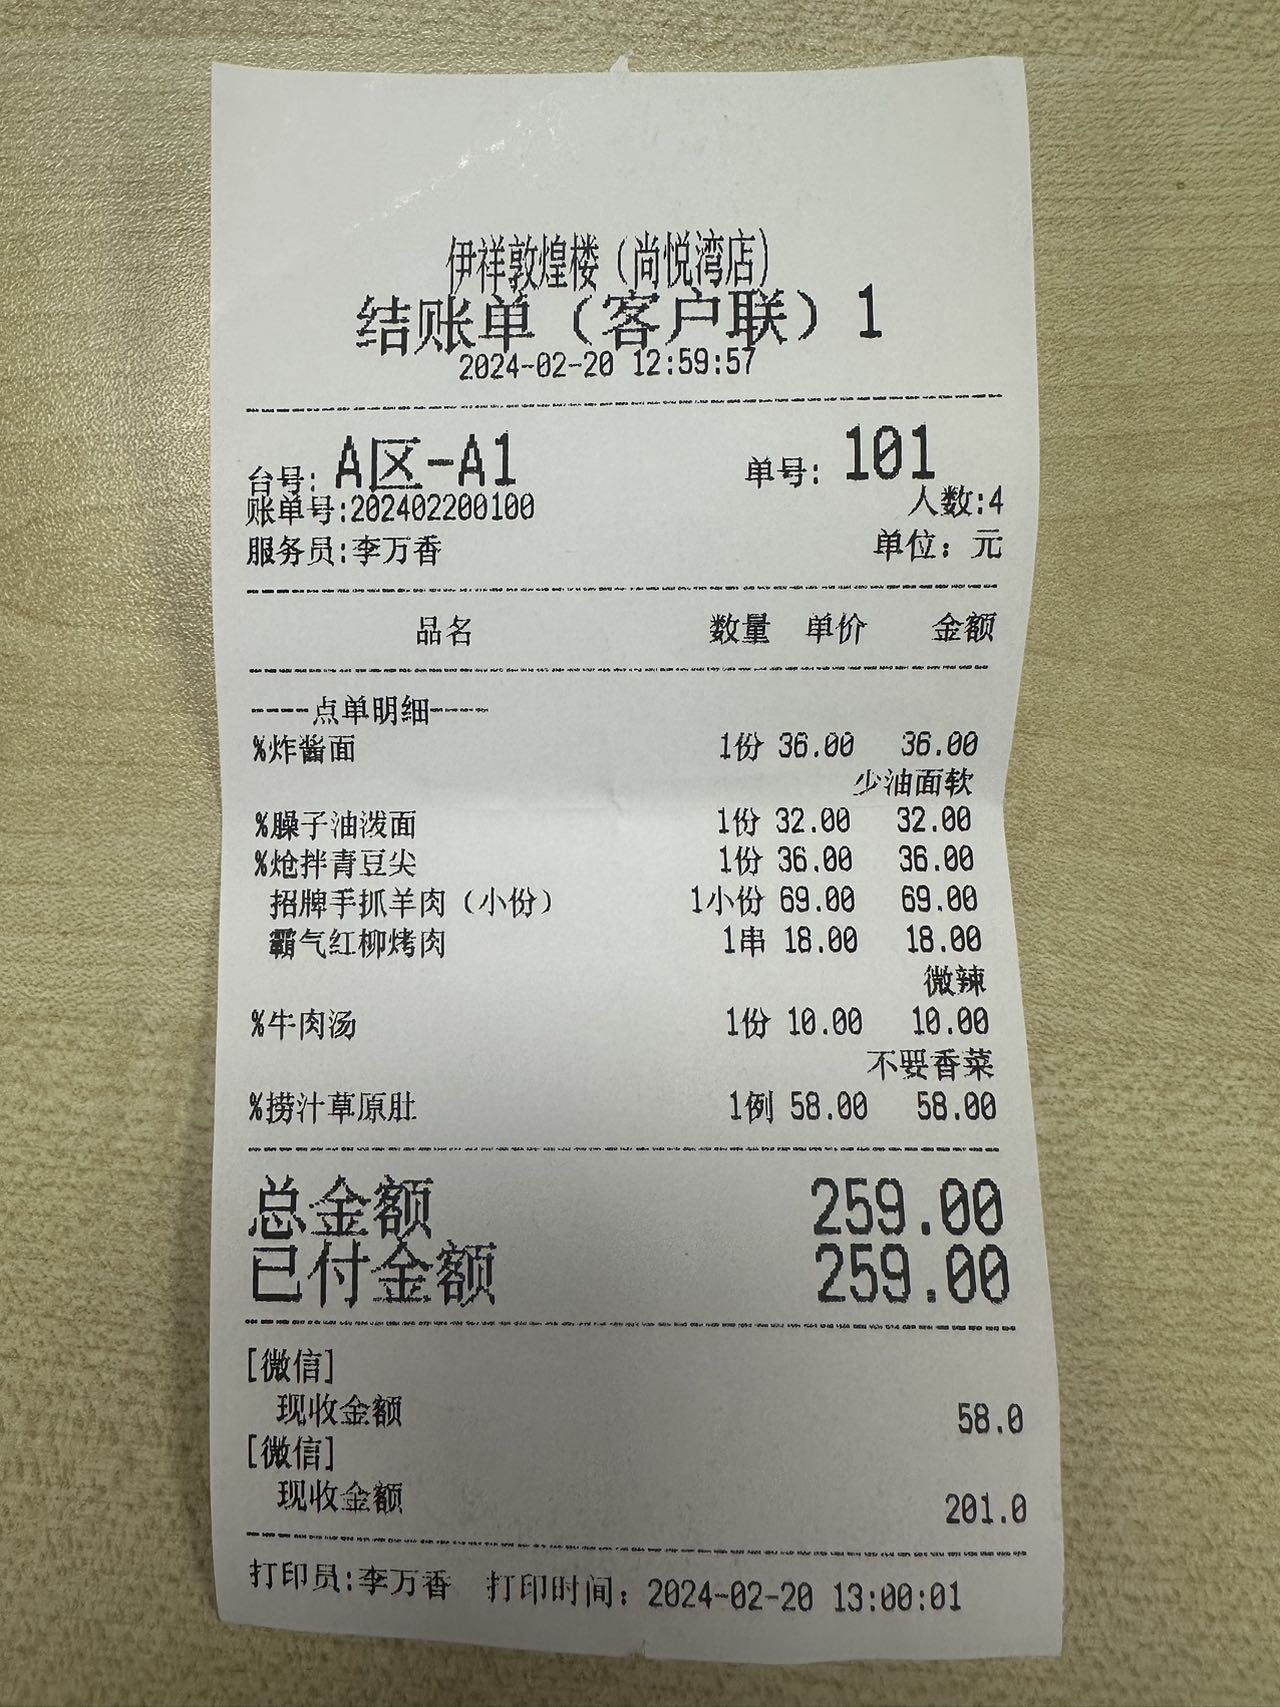 伊祥敦煌楼（尚悦湾店）
结账单（客户联）1
2024-02-20 12:59:57
台号: A区-A1 单号: 101
账单号:202402200100 人数:4
服务员:李万香 单位：元
品名 数量 单价 金额
----点单明细----
%炸酱面 1份 36.00 36.00
少油面软
%臊子油泼面 1份 32.00 32.00
%炝拌青豆尖 1份 36.00 36.00
招牌手抓羊肉（小份） 1小份 69.00 69.00
霸气红柳烤肉 1串 18.00 18.00
微辣
%牛肉汤 1份 10.00 10.00
不要香菜
%捞汁草原肚 1例 58.00 58.00
总金额 259.00
已付金额 259.00
[微信]
现收金额 58.0
[微信]
现收金额 201.0
打印员:李万香 打印时间：2024-02-20 13:00:01